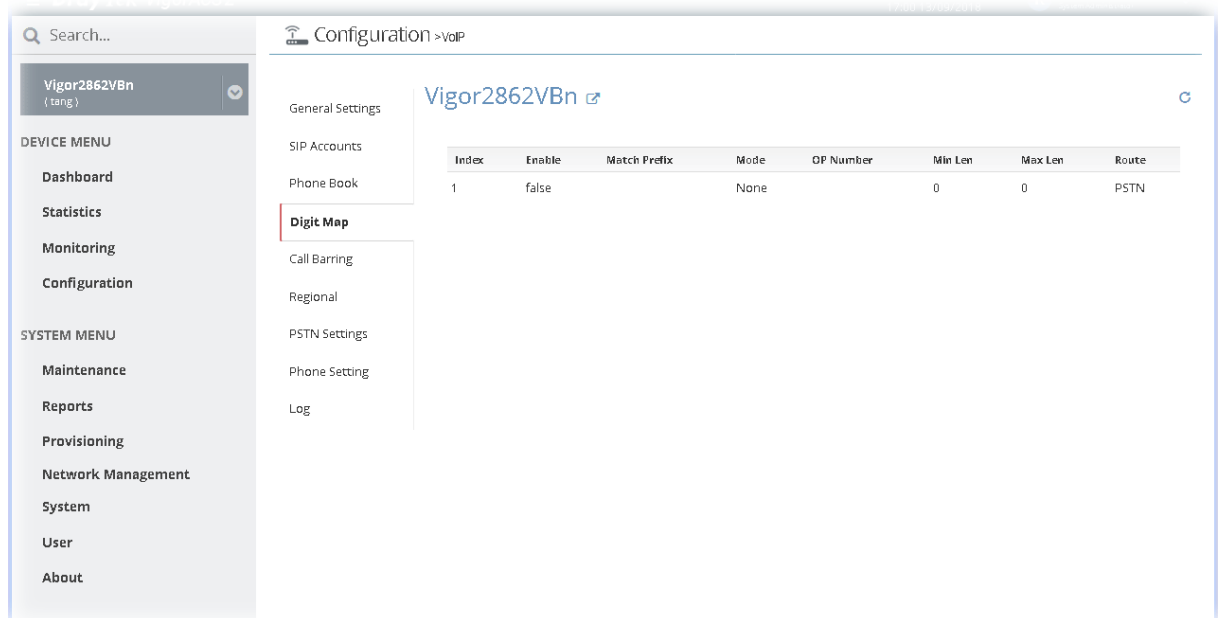 Search...
Configuration >VoIP
Vigor2862VBn
( tang )
DEVICE MENU
Dashboard
Statistics
Monitoring
Configuration
SYSTEM MENU
Maintenance
Reports
Provisioning
Network Management
System
User
About
General Settings
SIP Accounts
Phone Book
Digit Map
Call Barring
Regional
PSTN Settings
Phone Setting
Log
Vigor2862VBn
Index Enable Match Prefix Mode OP Number Min Len Max Len Route
1 false None 0 0 PSTN